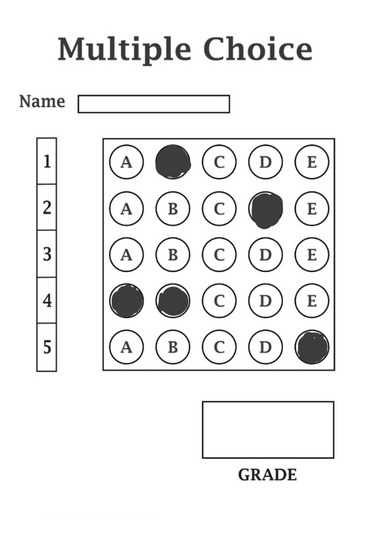 Multiple Choice
Name
1 A C D E
2 A B C E
3 A B C D E
4 C D E
5 A B C D
GRADE